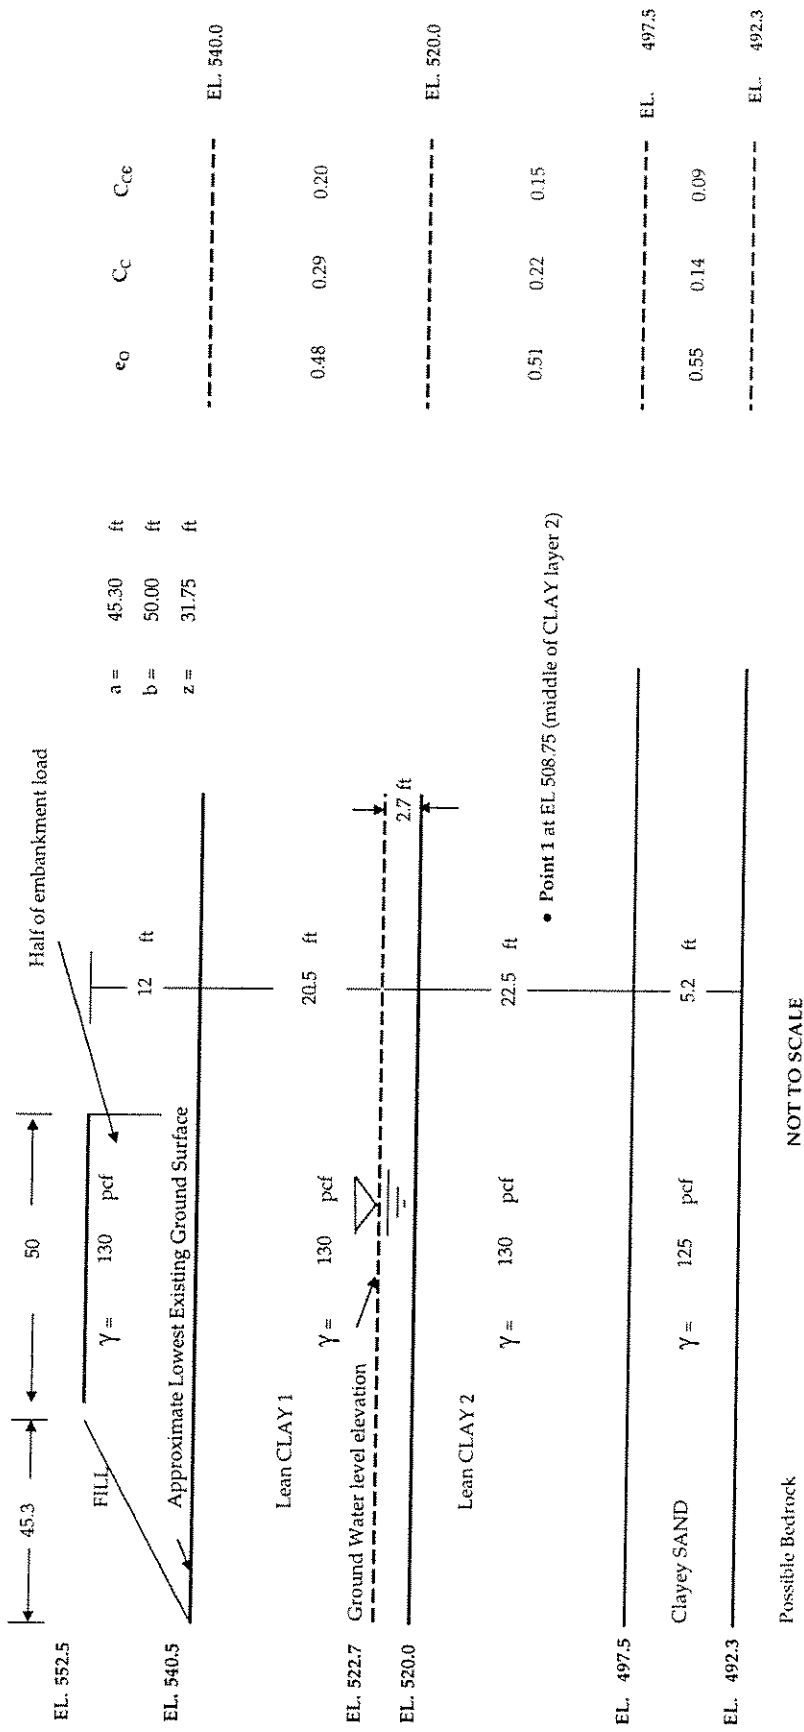 45.3
50
Half of embankment load
EL. 552.5
FILL
γ = 130 pcf
12 ft
a = 45.30 ft
b = 50.00 ft
z = 31.75 ft
eO CC CCε
EL. 540.5
Approximate Lowest Existing Ground Surface
EL. 540.0
Lean CLAY 1
γ = 130 pcf
20.5 ft
0.48 0.29 0.20
EL. 522.7 Ground Water level elevation
2.7 ft
EL. 520.0
EL. 520.0
Lean CLAY 2
γ = 130 pcf
22.5 ft
• Point 1 at EL 508.75 (middle of CLAY layer 2)
0.51 0.22 0.15
EL. 497.5
EL. 497.5
Clayey SAND
γ = 125 pcf
5.2 ft
0.55 0.14 0.09
EL. 492.3
EL. 492.3
Possible Bedrock
NOT TO SCALE